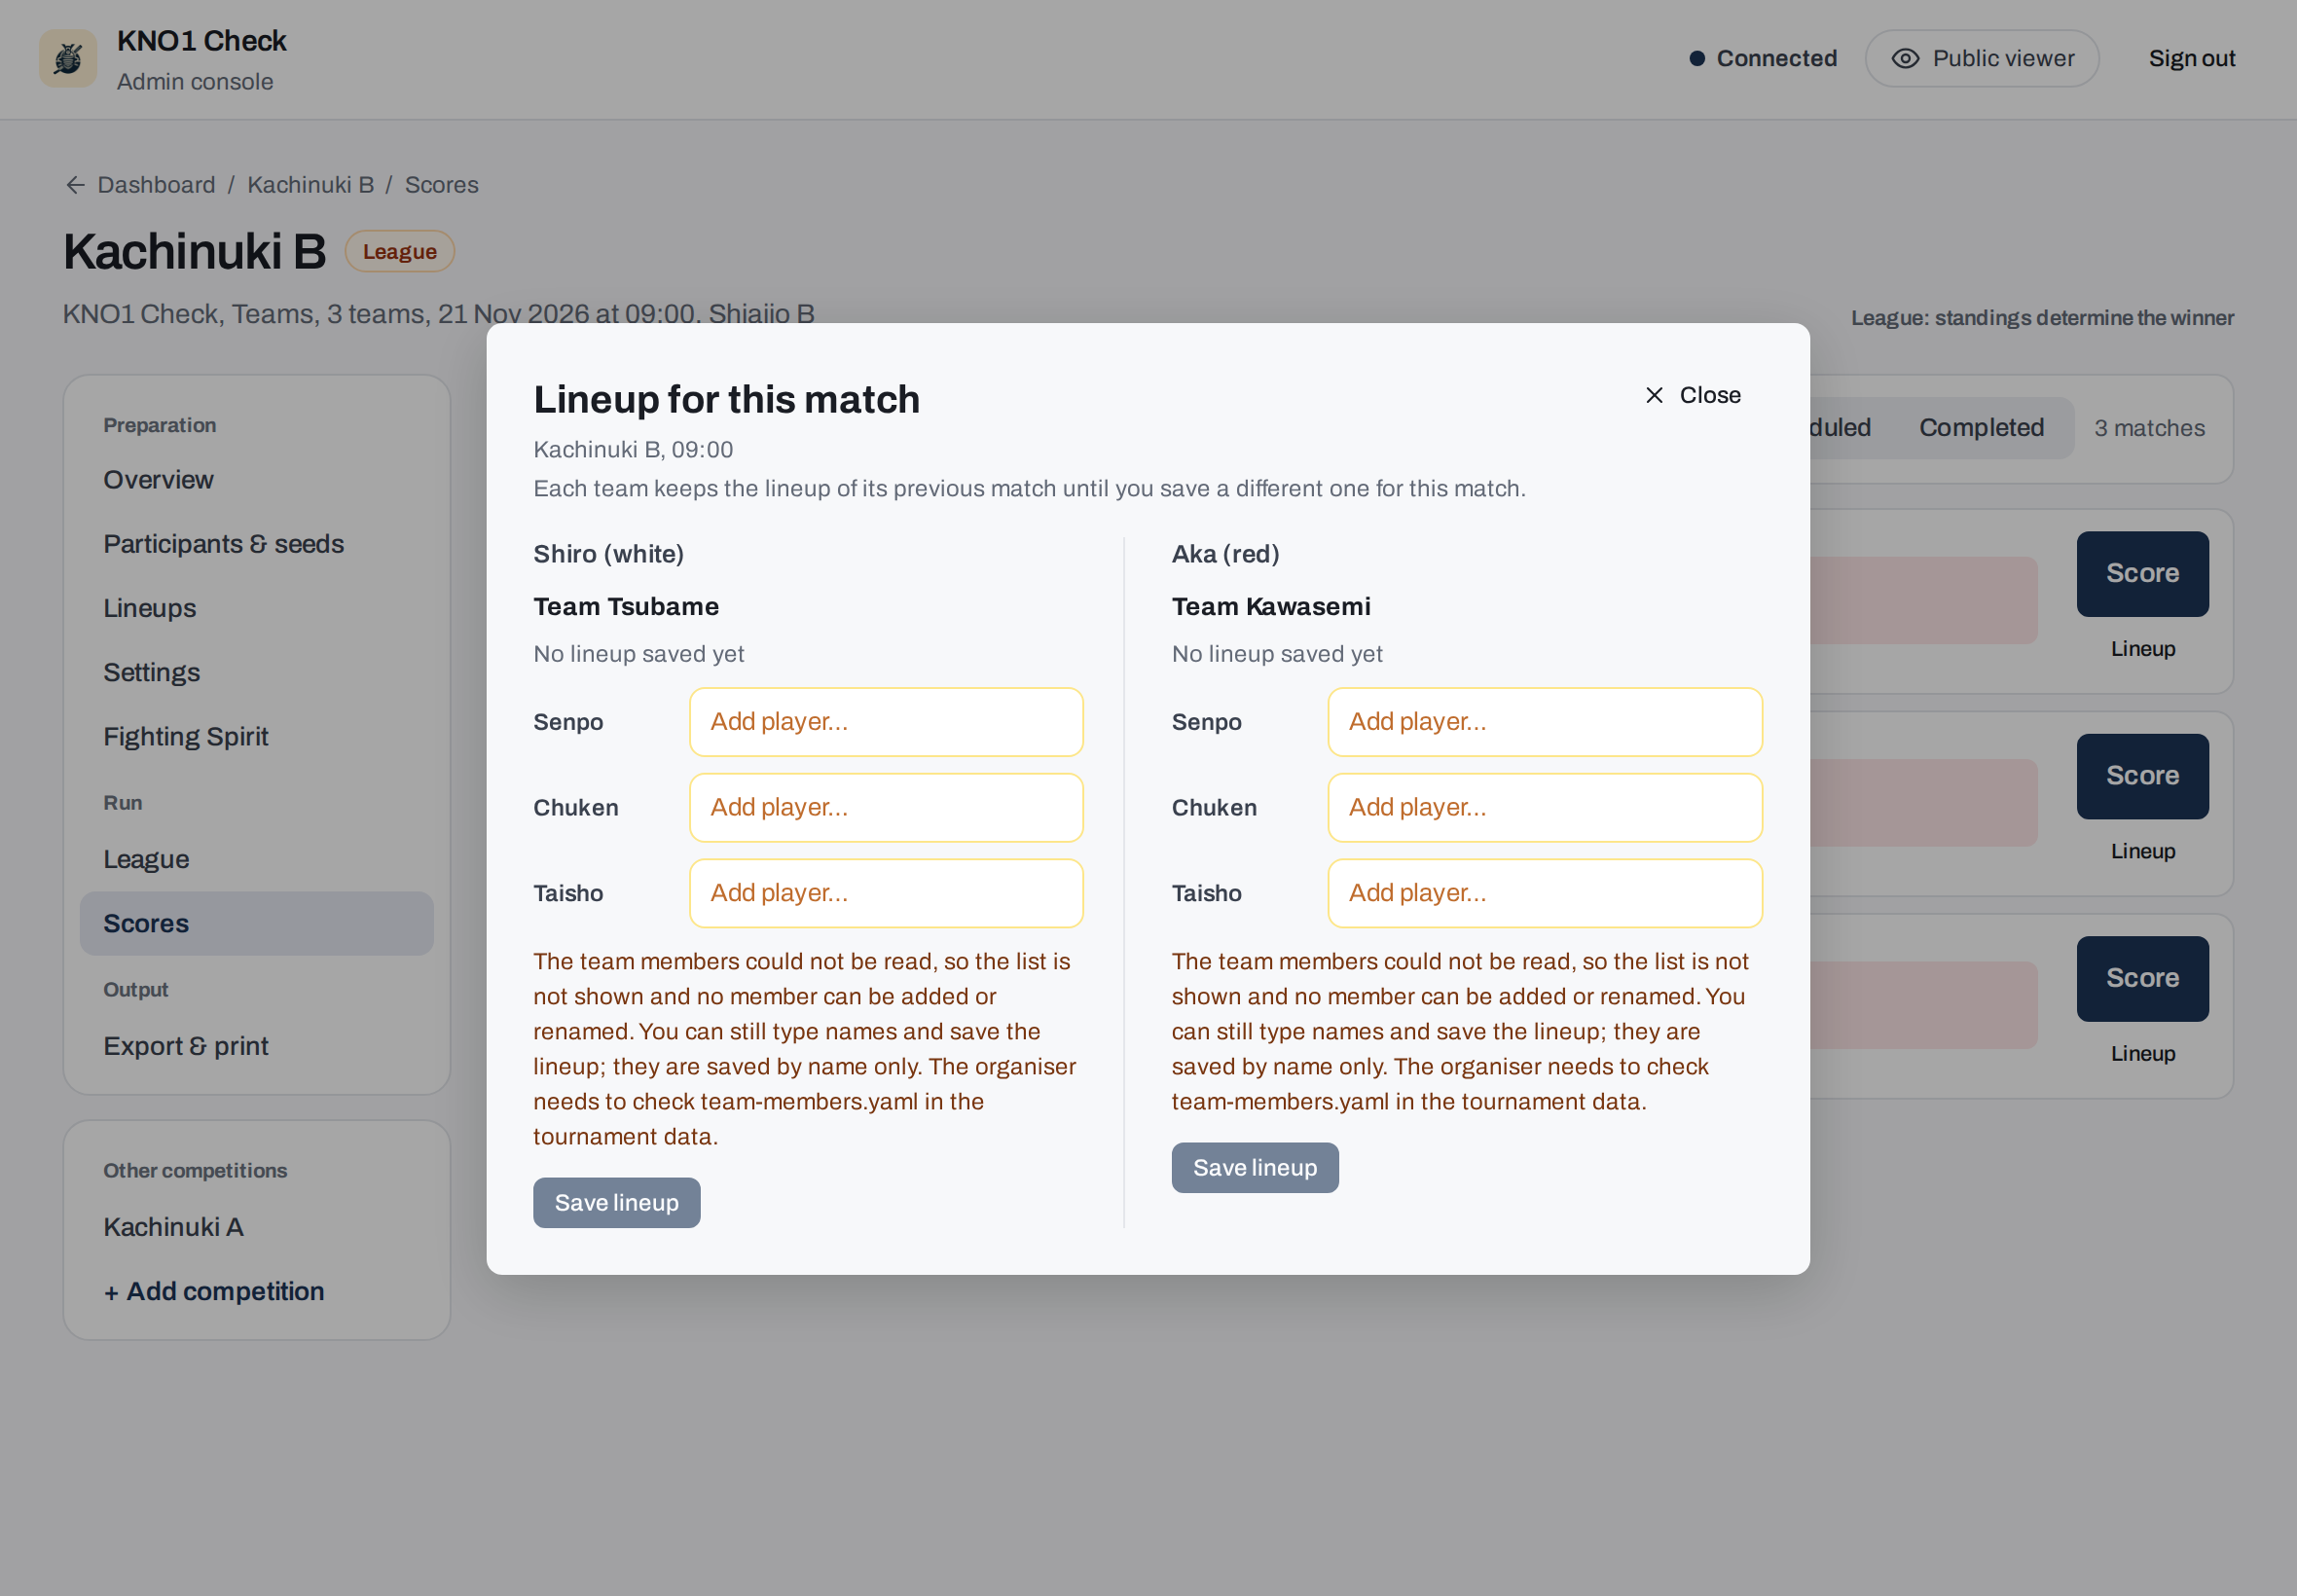 KNO1 Check
Admin console
Connected
Public viewer
Sign out
Dashboard / Kachinuki B / Scores
Kachinuki B
League
KNO1 Check, Teams, 3 teams, 21 Nov 2026 at 09:00, Shiaijo B
League: standings determine the winner
Preparation
Overview
Participants & seeds
Lineups
Settings
Fighting Spirit
Run
League
Scores
Output
Export & print
Other competitions
Kachinuki A
+ Add competition
Lineup for this match
Close
Kachinuki B, 09:00
Each team keeps the lineup of its previous match until you save a different one for this match.
Shiro (white)
Team Tsubame
No lineup saved yet
Senpo
Add player...
Chuken
Add player...
Taisho
Add player...
The team members could not be read, so the list is
not shown and no member can be added or
renamed. You can still type names and save the
lineup; they are saved by name only. The organiser
needs to check team-members.yaml in the
tournament data.
Save lineup
Aka (red)
Team Kawasemi
No lineup saved yet
Senpo
Add player...
Chuken
Add player...
Taisho
Add player...
The team members could not be read, so the list is not
shown and no member can be added or renamed. You
can still type names and save the lineup; they are
saved by name only. The organiser needs to check
team-members.yaml in the tournament data.
Save lineup
Completed
3 matches
Score
Lineup
Score
Lineup
Score
Lineup